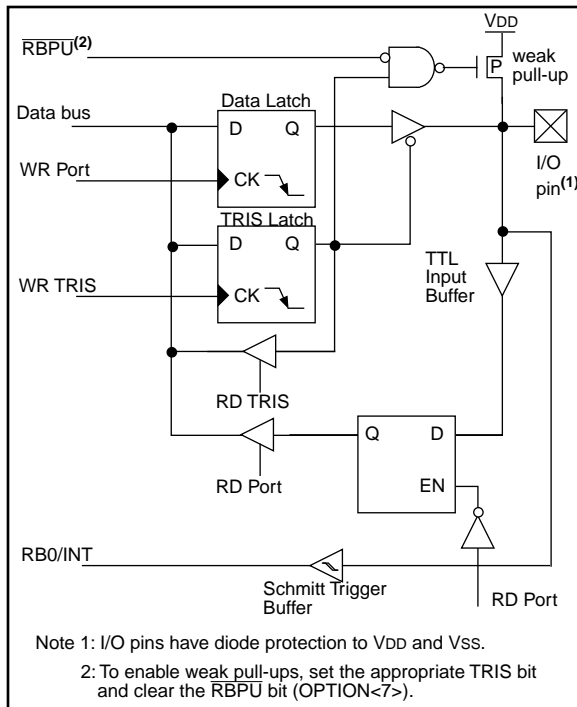 VDD
RBPU(2)
P
weak
pull-up
Data Latch
Data bus
D
Q
I/O
pin(1)
WR Port
CK
TRIS Latch
D
Q
TTL
Input
Buffer
WR TRIS
CK
RD TRIS
Q
D
RD Port
EN
RB0/INT
Schmitt Trigger
Buffer
RD Port
Note 1: I/O pins have diode protection to VDD and VSS.
2: To enable weak pull-ups, set the appropriate TRIS bit
and clear the RBPU bit (OPTION<7>).